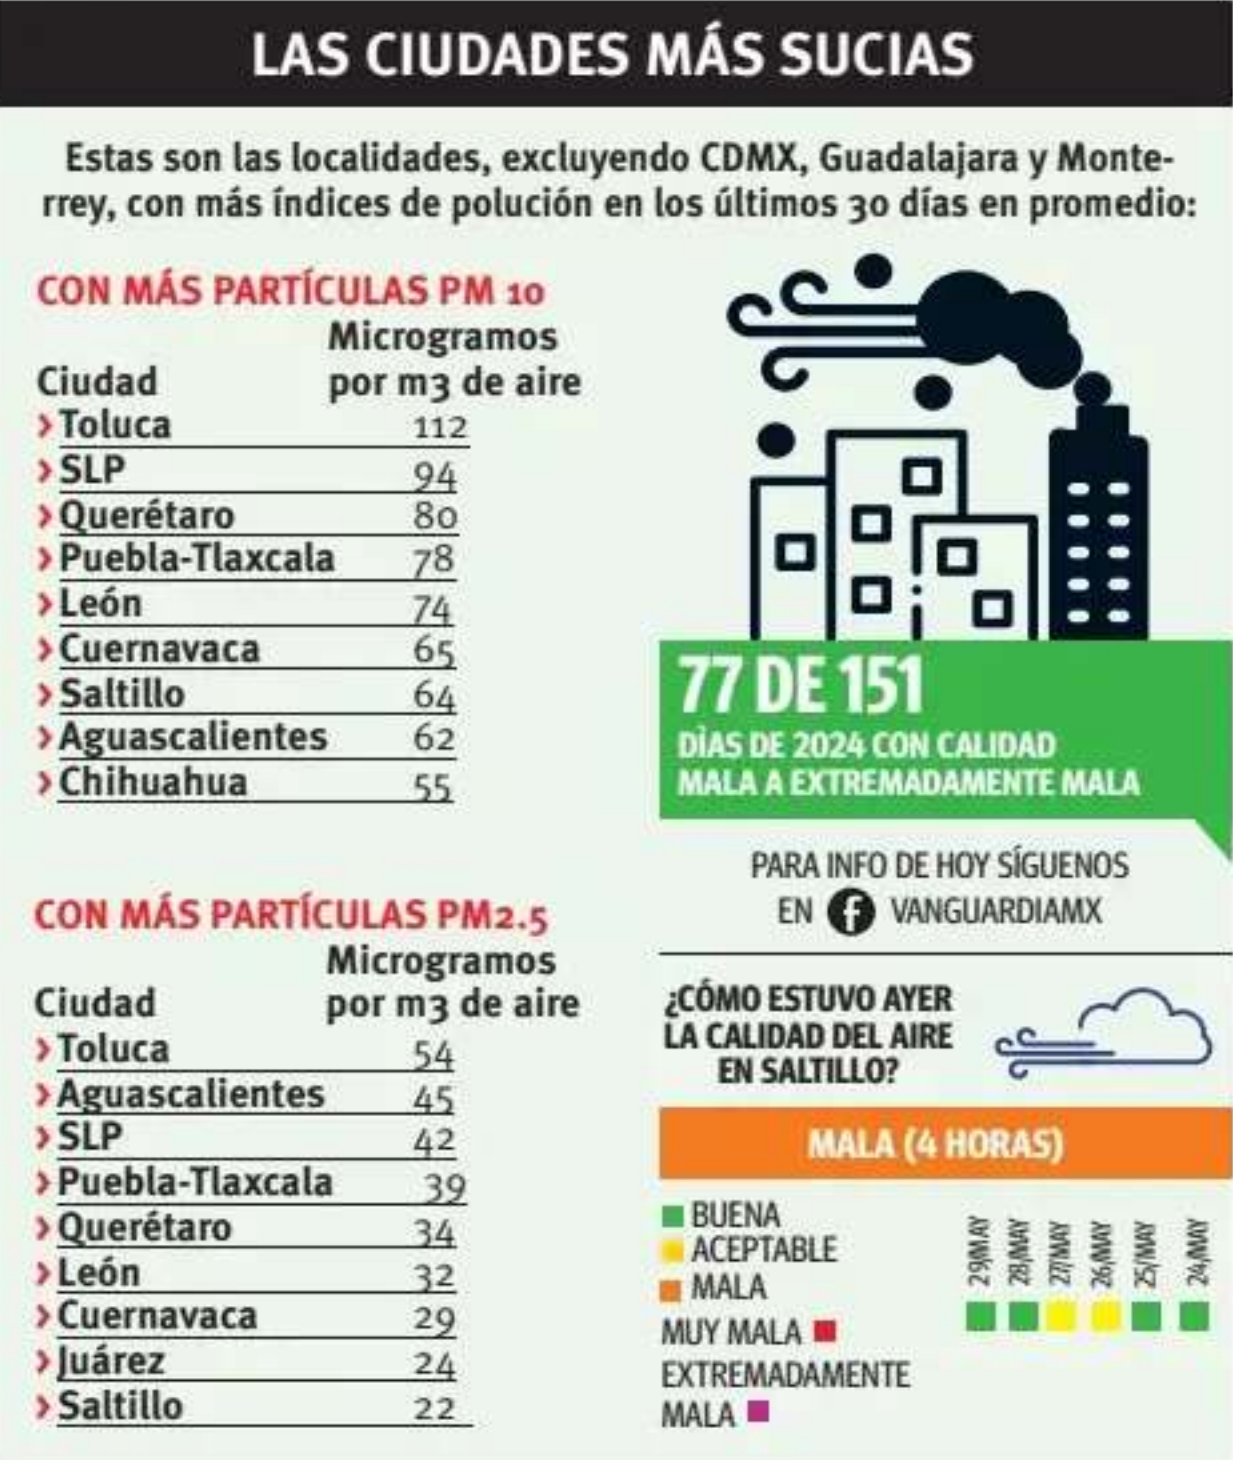 LAS CIUDADES MÁS SUCIAS
Estas son las localidades, excluyendo CDMX, Guadalajara y Monte-
rrey, con más índices de polución en los últimos 30 días en promedio:
CON MÁS PARTÍCULAS PM 10
Microgramos
Ciudad por m3 de aire
Toluca 112
SLP 94
Querétaro 80
Puebla-Tlaxcala 78
León 74
Cuernavaca 65
Saltillo 64
Aguascalientes 62
Chihuahua 55
CON MÁS PARTÍCULAS PM2.5
Microgramos
Ciudad por m3 de aire
Toluca 54
Aguascalientes 45
SLP 42
Puebla-Tlaxcala 39
Querétaro 34
León 32
Cuernavaca 29
Juárez 24
Saltillo 22
77 DE 151
DÌAS DE 2024 CON CALIDAD
MALA A EXTREMADAMENTE MALA
PARA INFO DE HOY SÍGUENOS
EN f VANGUARDIAMX
¿CÓMO ESTUVO AYER
LA CALIDAD DEL AIRE
EN SALTILLO?
MALA (4 HORAS)
BUENA
ACEPTABLE
MALA
MUY MALA
EXTREMADAMENTE
MALA
29/MAY
28/MAY
27/MAY
26/MAY
25/MAY
24/MAY